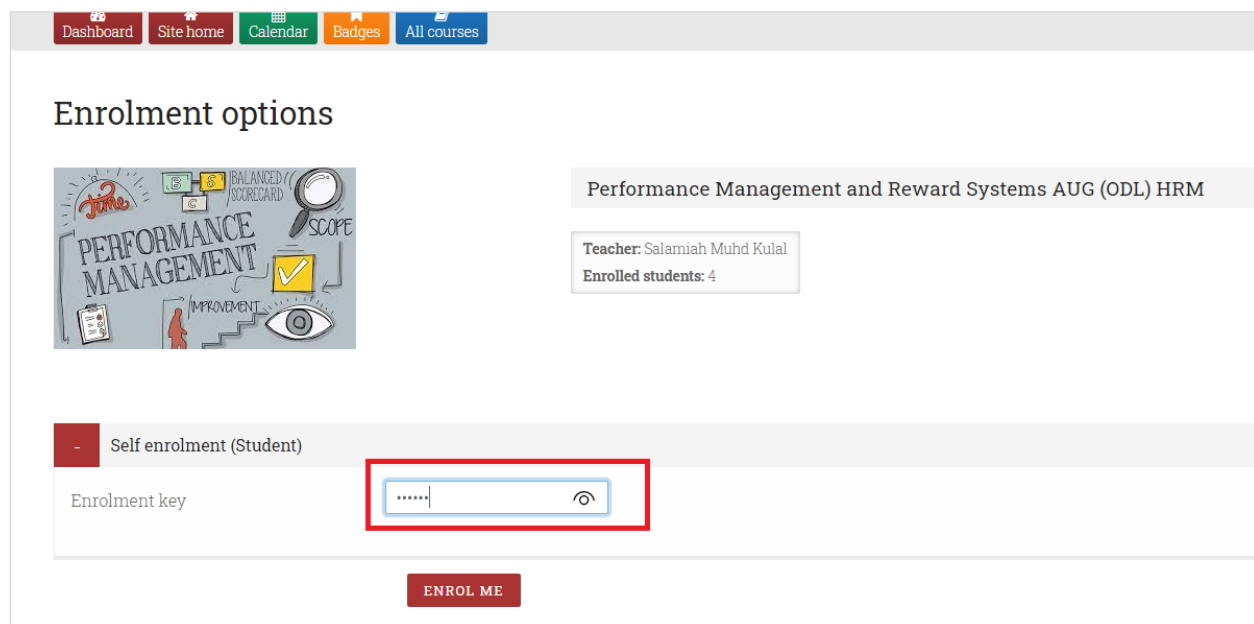 Dashboard
Site home
Calendar
Badges
All courses
Enrolment options
time
B
S
C
BALANCED
SCORECARD
SCOPE
PERFORMANCE
MANAGEMENT
IMPROVEMENT
Performance Management and Reward Systems AUG (ODL) HRM
Teacher: Salamiah Muhd Kulal
Enrolled students: 4
-
Self enrolment (Student)
Enrolment key
••••••
ENROL ME